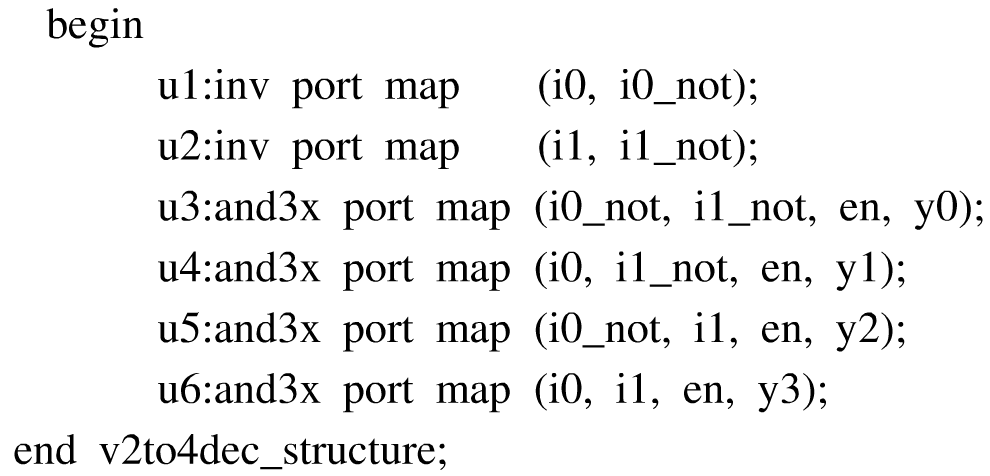 begin
u1:inv port map (i0, i0_not);
u2:inv port map (i1, i1_not);
u3:and3x port map (i0_not, i1_not, en, y0);
u4:and3x port map (i0, i1_not, en, y1);
u5:and3x port map (i0_not, i1, en, y2);
u6:and3x port map (i0, i1, en, y3);
end v2to4dec_structure;